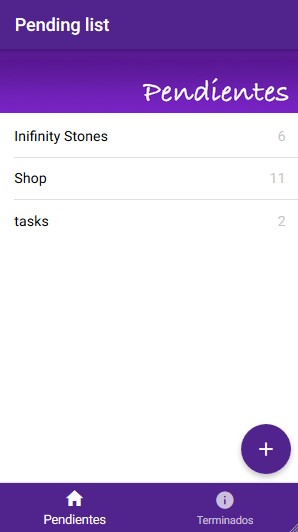 Pending list
Pendientes
Inifinity Stones 6
Shop 11
tasks 2
+
Pendientes Terminados